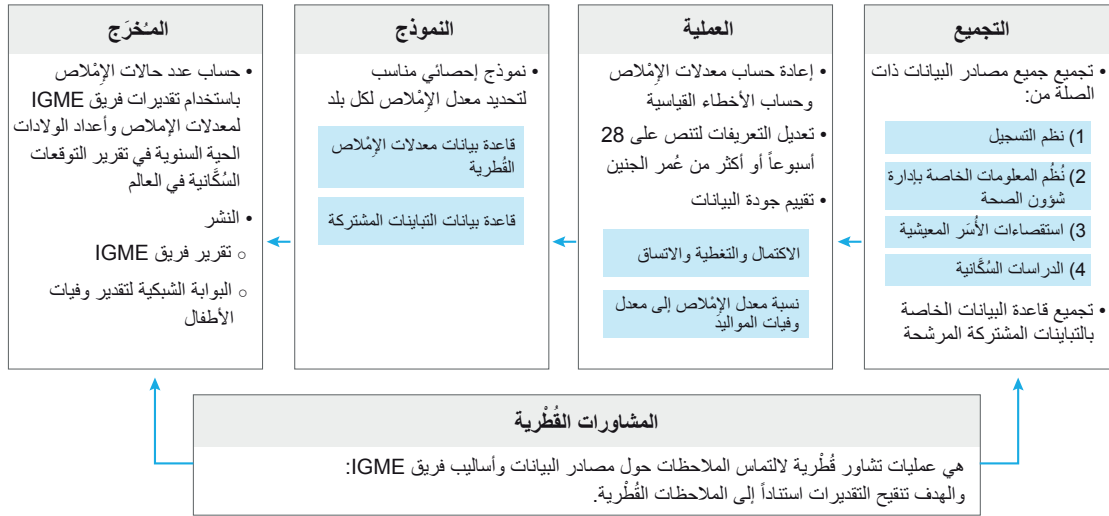 التجميع
• تجميع جميع مصادر البيانات ذات
الصلة من:
1) نظم التسجيل
2) نُظُم المعلومات الخاصة بإدارة
شؤون الصحة
3) استقصاءات الأُسَر المعيشية
4) الدراسات السُكَّانية
• تجميع قاعدة البيانات الخاصة
بالتباينات المشتركة المرشحة
العملية
• إعادة حساب معدلات الإمْلاص
وحساب الأخطاء القياسية
• تعديل التعريفات لتنص على 28
أسبوعاً أو أكثر من عُمر الجنين
• تقييم جودة البيانات
الاكتمال والتغطية والاتساق
نسبة معدل الإمْلاص إلى معدل
وفيات المواليد
النموذج
• نموذج إحصائي مناسب
لتحديد معدل الإمْلاص لكل بلد
قاعدة بيانات معدلات الإمْلاص
القُطرية
قاعدة بيانات التباينات المشتركة
المُخرَج
• حساب عدد حالات الإمْلاص
باستخدام تقديرات فريق IGME
لمعدلات الإملاص وأعداد الولادات
الحية السنوية في تقرير التوقعات
السُكَّانية في العالم
• النشر
○ تقرير فريق IGME
○ البوابة الشبكية لتقدير وفيات
الأطفال
المشاورات القُطْرية
هي عمليات تشاور قُطْرية لالتماس الملاحظات حول مصادر البيانات وأساليب فريق IGME:
والهدف تنقيح التقديرات استناداً إلى الملاحظات القُطْرية.